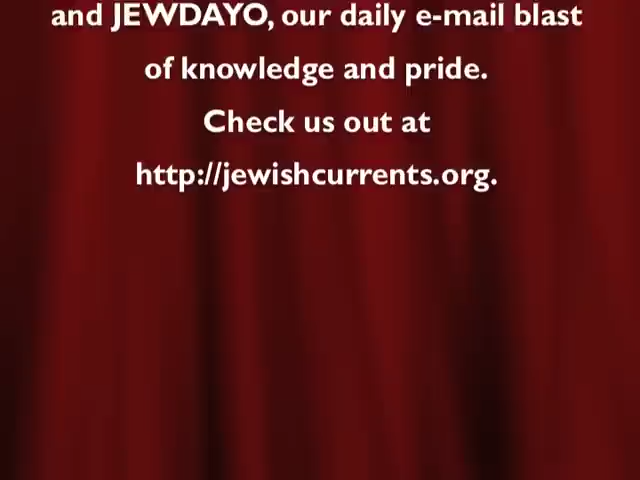 and JEWDAYO, our daily e-mail blast
of knowledge and pride.
Check us out at
http://jewishcurrents.org.